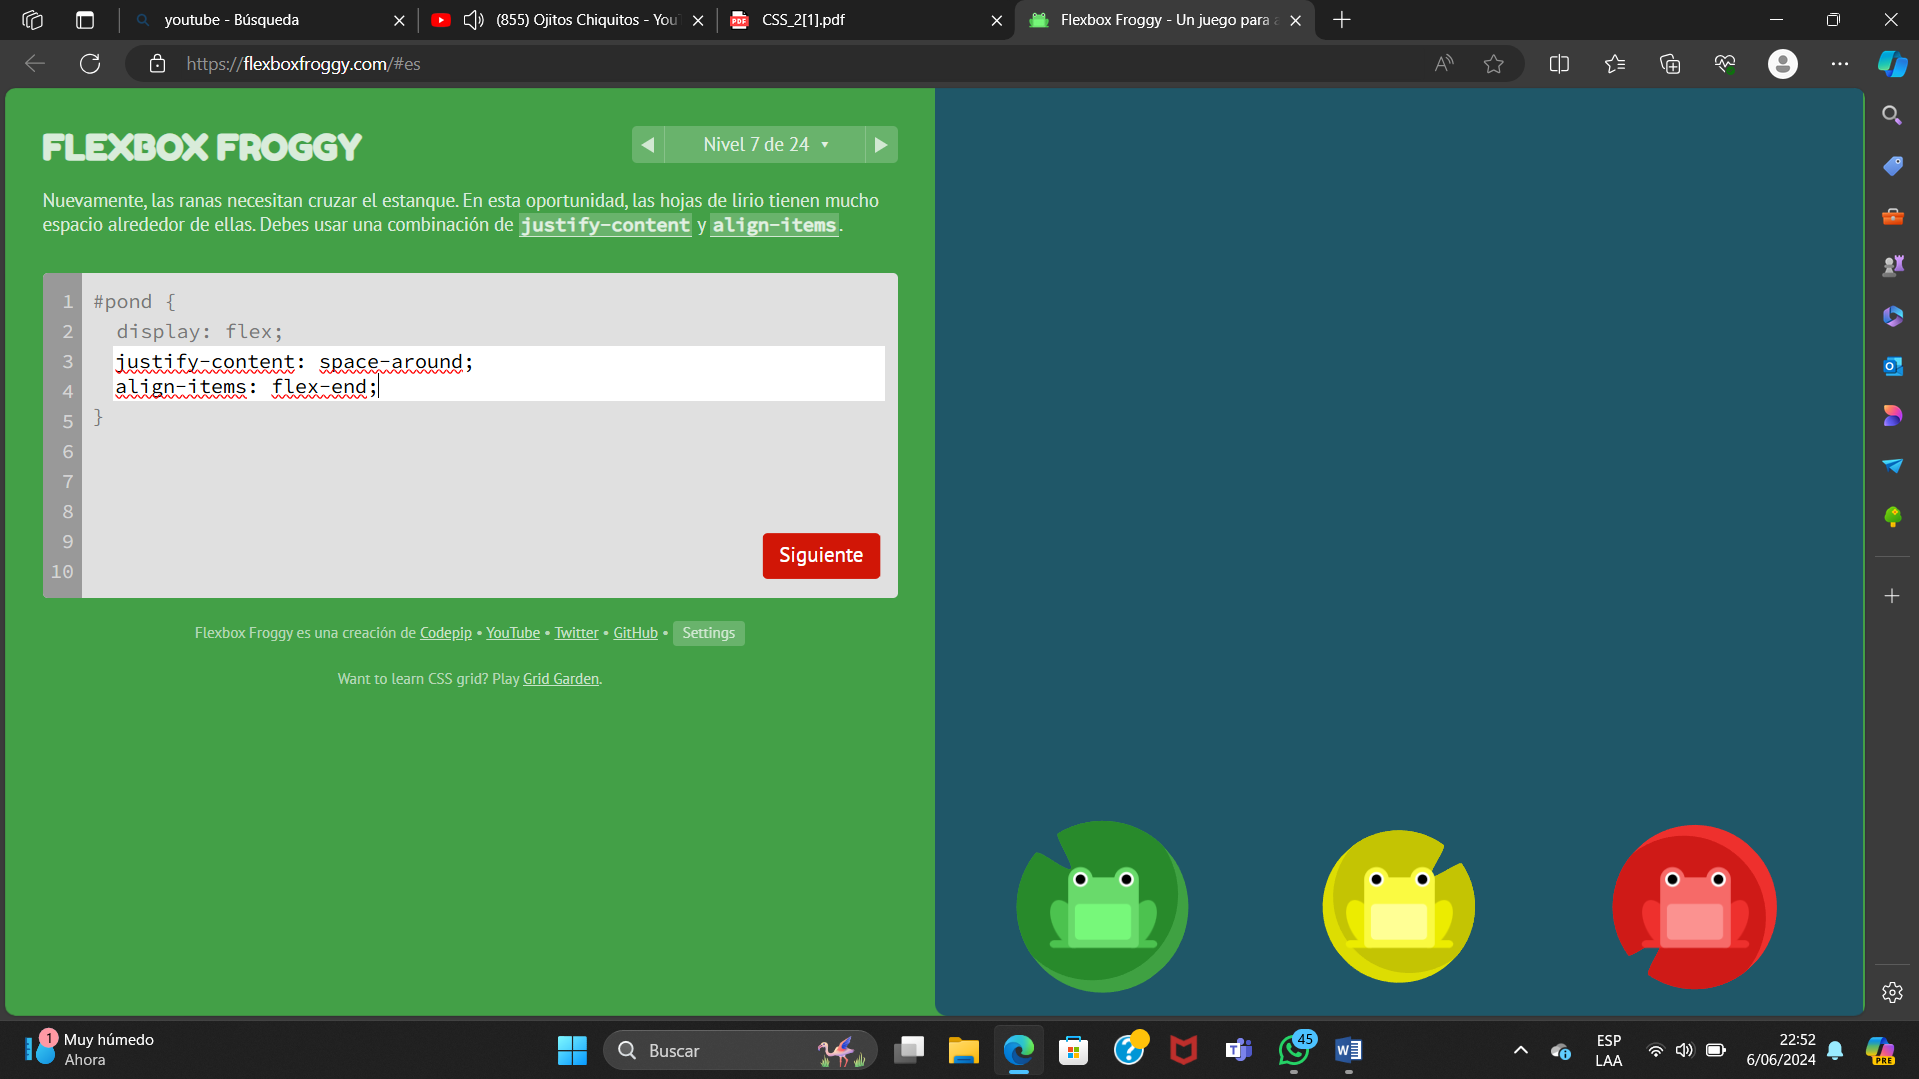 youtube - Búsqueda
(855) Ojitos Chiquitos - You
CSS_2[1].pdf
Flexbox Froggy - Un juego para a
https://flexboxfroggy.com/#es
FLEXBOX FROGGY
Nivel 7 de 24
Nuevamente, las ranas necesitan cruzar el estanque. En esta oportunidad, las hojas de lirio tienen mucho
espacio alrededor de ellas. Debes usar una combinación de justify-content y align-items.
1 #pond {
2 display: flex;
3 justify-content: space-around;
4 align-items: flex-end;
5 }
6
7
8
9
10
Siguiente
Flexbox Froggy es una creación de Codepip • YouTube • Twitter • GitHub • Settings
Want to learn CSS grid? Play Grid Garden.
1 Muy húmedo
Ahora
Buscar
45
ESP
LAA
22:52
6/06/2024
PRE